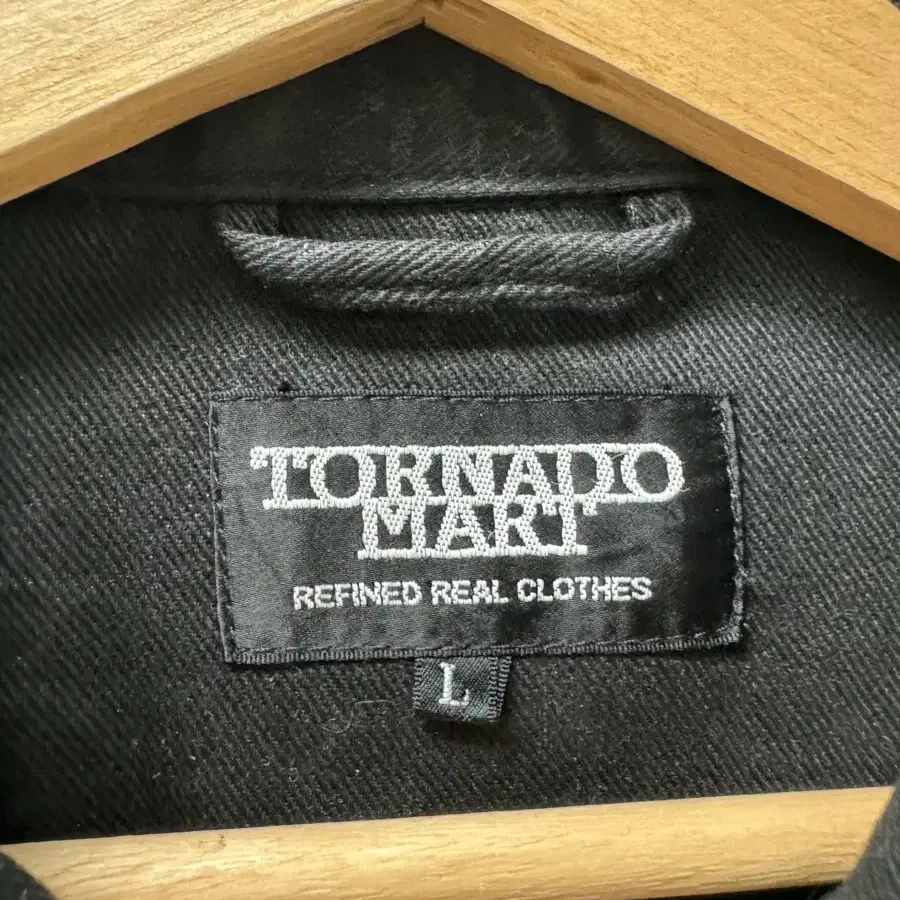 TORNADO
MART
REFINED REAL CLOTHES
L